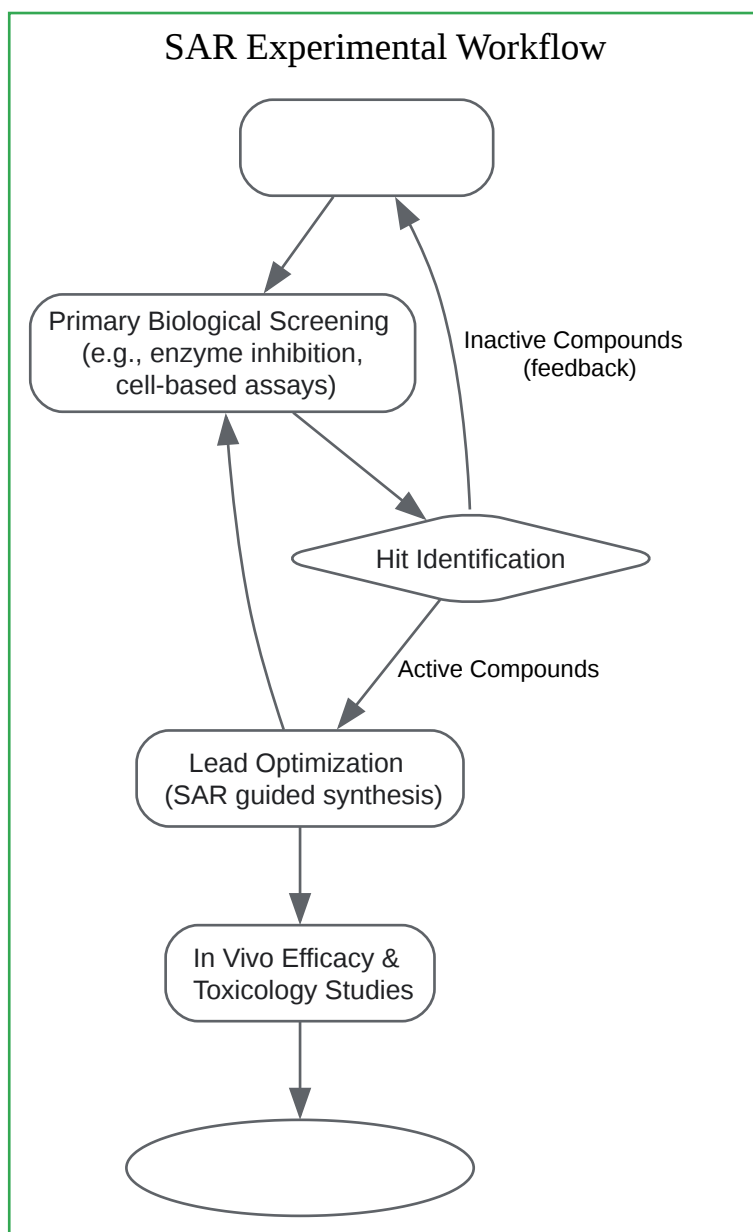 SAR Experimental Workflow
Primary Biological Screening
(e.g., enzyme inhibition,
cell-based assays)
Inactive Compounds
(feedback)
Hit Identification
Active Compounds
Lead Optimization
(SAR guided synthesis)
In Vivo Efficacy &
Toxicology Studies